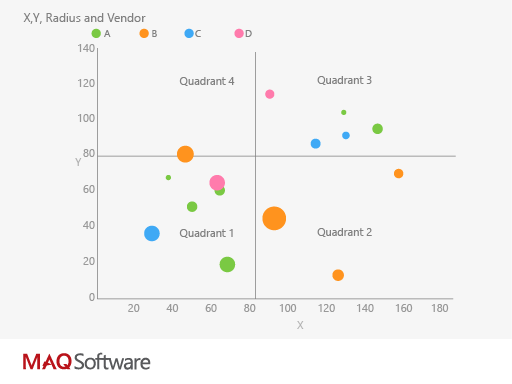 X,Y, Radius and Vendor
A B C D
140
Quadrant 4 Quadrant 3
120
100
80
Y
60
40
Quadrant 1 Quadrant 2
20
0
20 40 60 80 100 120 140 160 180
X
MAQ Software